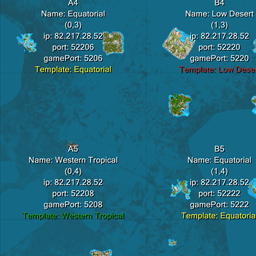 A4
Name: Equatorial
(0,3)
ip: 82.217.28.52
port: 52206
gamePort: 5206
Template: Equatorial
B4
Name: Low Desert
(1,3)
ip: 82.217.28.52
port: 52220
gamePort: 5220
Template: Low Dese
A5
Name: Western Tropical
(0,4)
ip: 82.217.28.52
port: 52208
gamePort: 5208
Template: Western Tropical
B5
Name: Equatorial
(1,4)
ip: 82.217.28.52
port: 52222
gamePort: 5222
Template: Equatoria